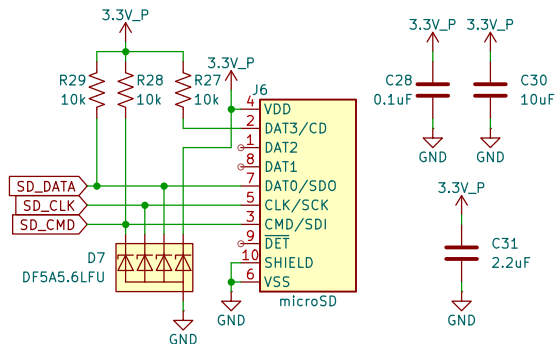 3.3V_P
R29
10k
R28
10k
R27
10k
3.3V_P
J6
4 VDD
2 DAT3/CD
1 DAT2
8 DAT1
7 DAT0/SDO
5 CLK/SCK
3 CMD/SDI
9 DET
10 SHIELD
6 VSS
microSD
SD_DATA
SD_CLK
SD_CMD
D7
DF5A5.6LFU
GND
GND
3.3V_P
C28
0.1uF
GND
3.3V_P
C30
10uF
GND
3.3V_P
C31
2.2uF
GND